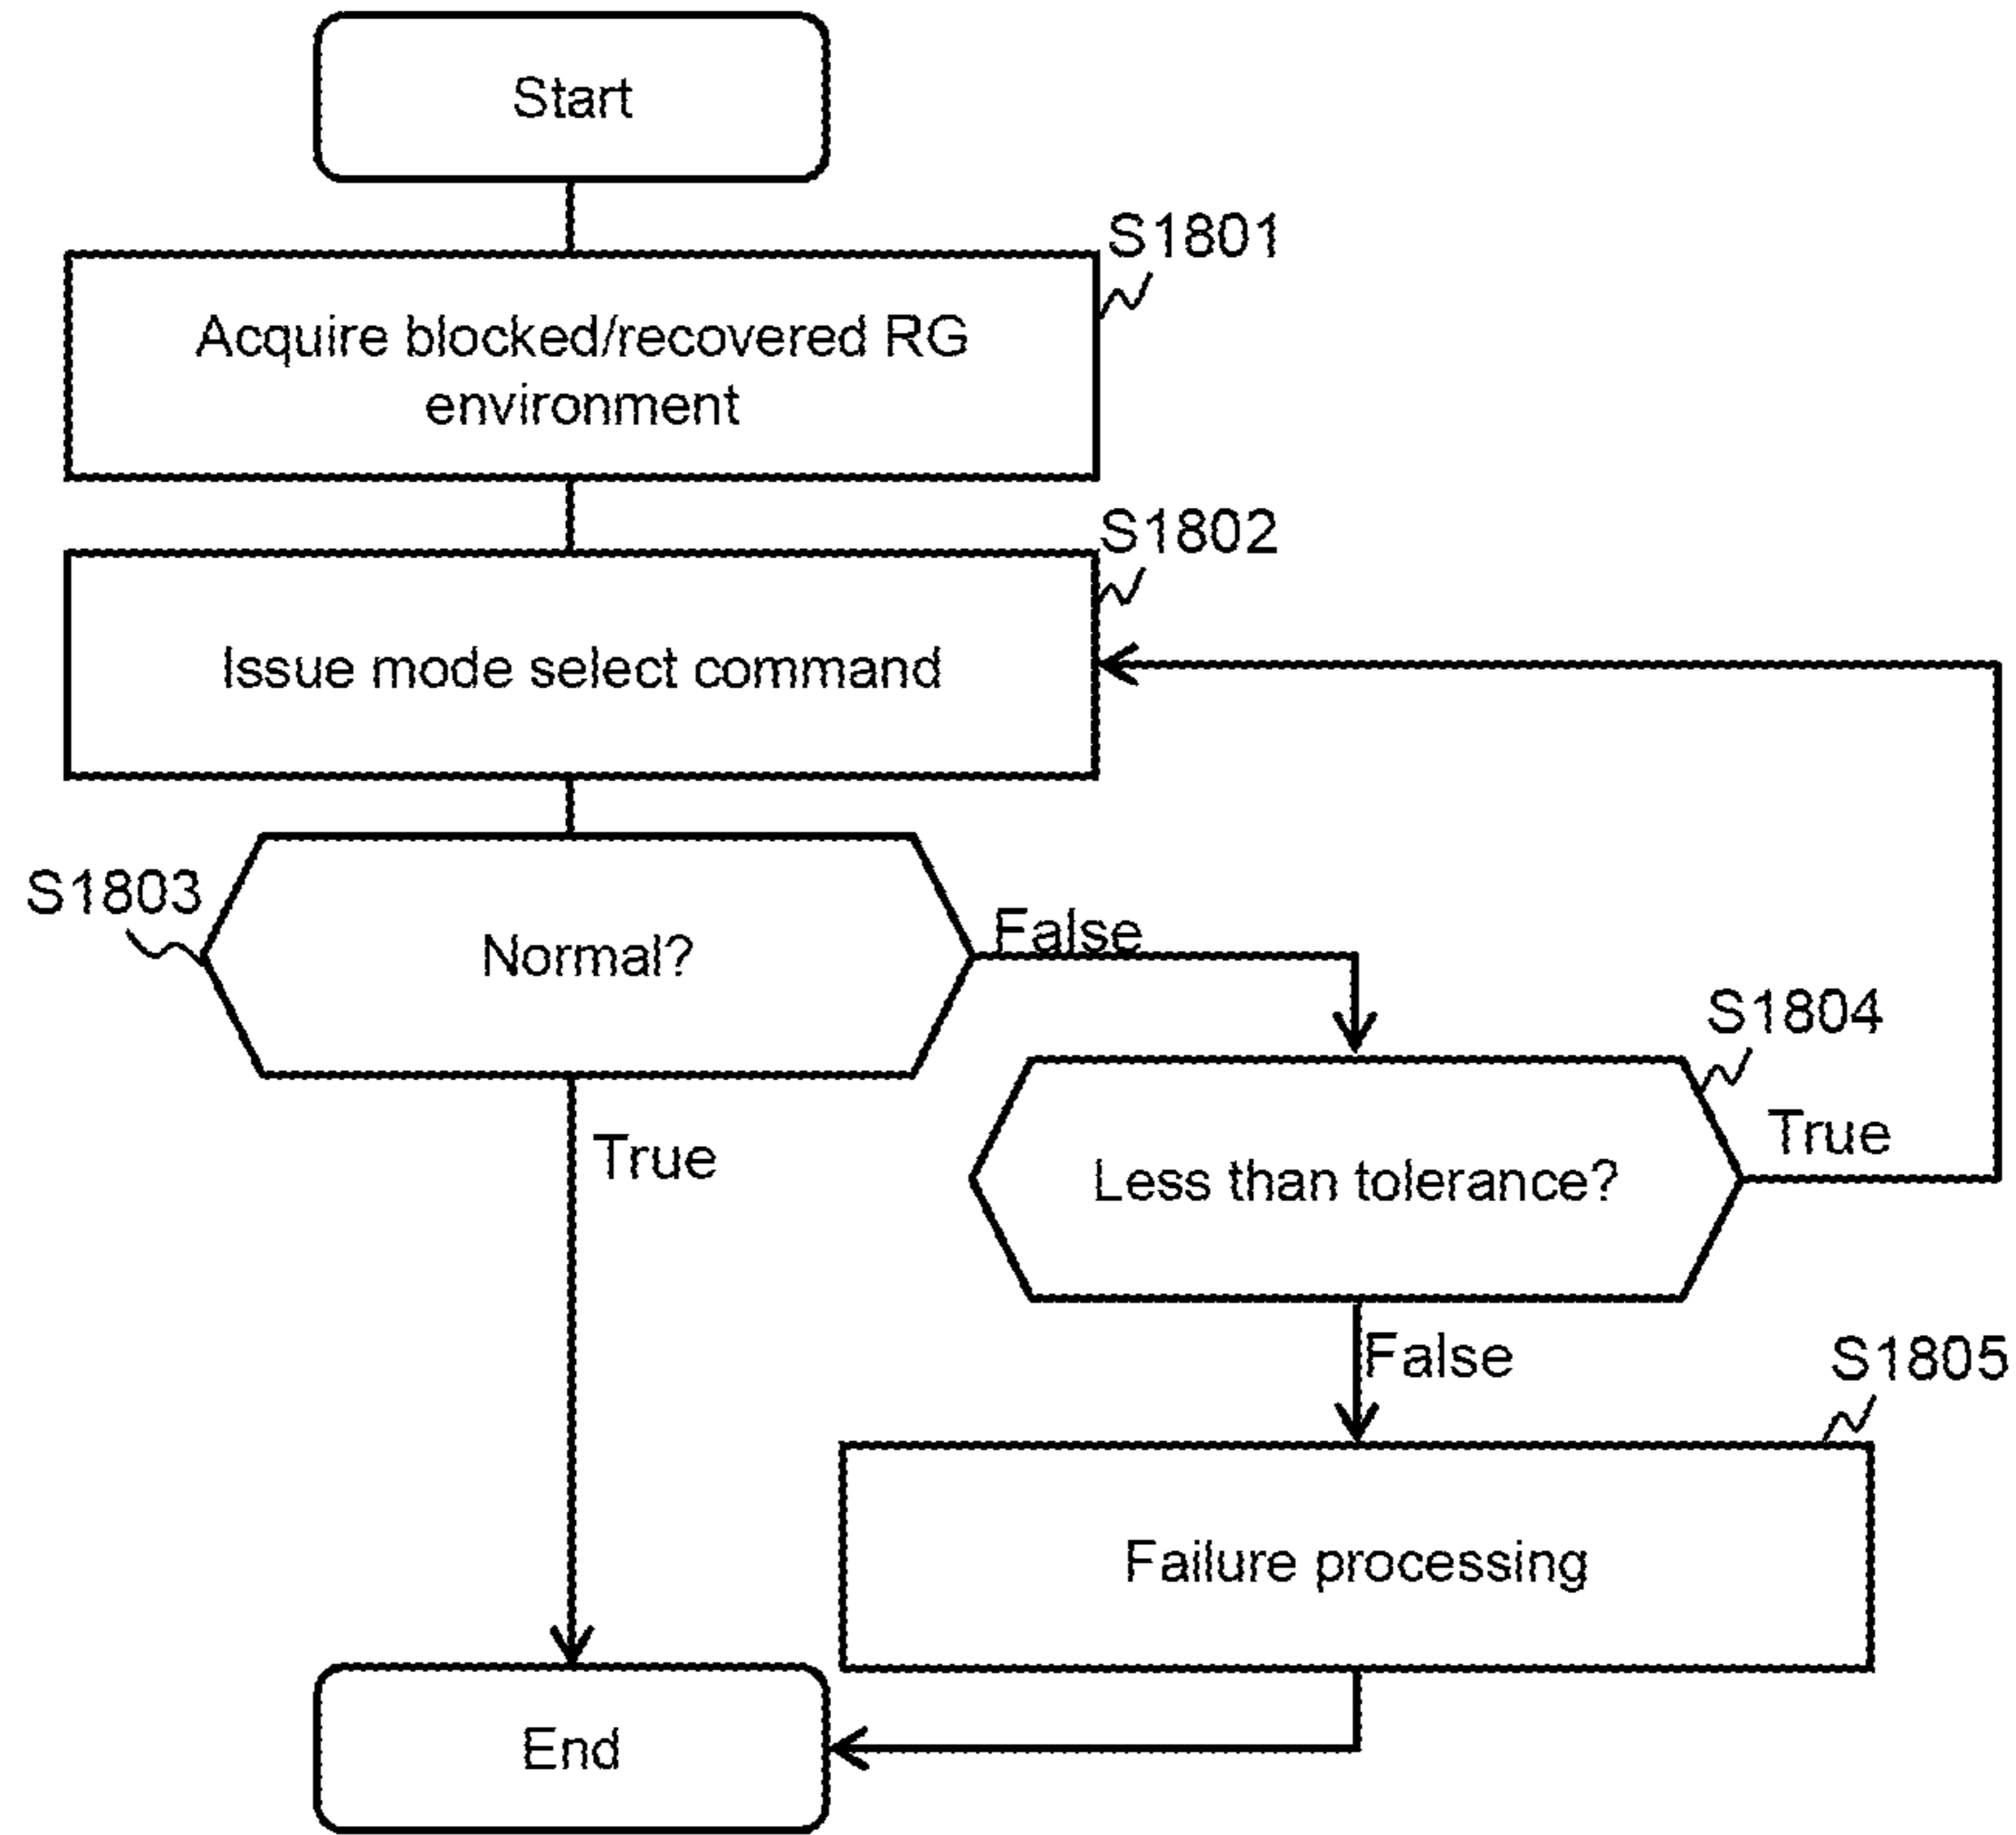 Start
S1801
Acquire blocked/recovered RG
environment
S1802
Issue mode select command
S1803
Normal?
False
S1804
True
Less than tolerance?
True
False
S1805
Failure processing
End